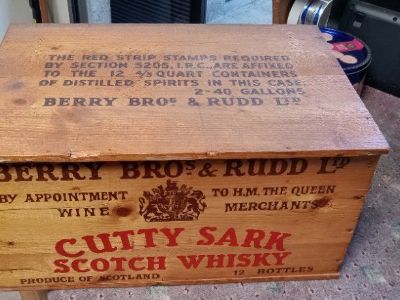 THE RED STRIP STAMPS REQUIRED
BY SECTION 5205, I.R.C., ARE AFFIXED
TO THE 12 4/5 QUART CONTAINERS
OF DISTILLED SPIRITS IN THIS CASE.
2-40 GALLONS
BERRY BROS & RUDD LTD
BERRY BROS & RUDD LTD
BY APPOINTMENT TO H.M. THE QUEEN
WINE MERCHANTS
CUTTY SARK
SCOTCH WHISKY
PRODUCE OF SCOTLAND 12 BOTTLES